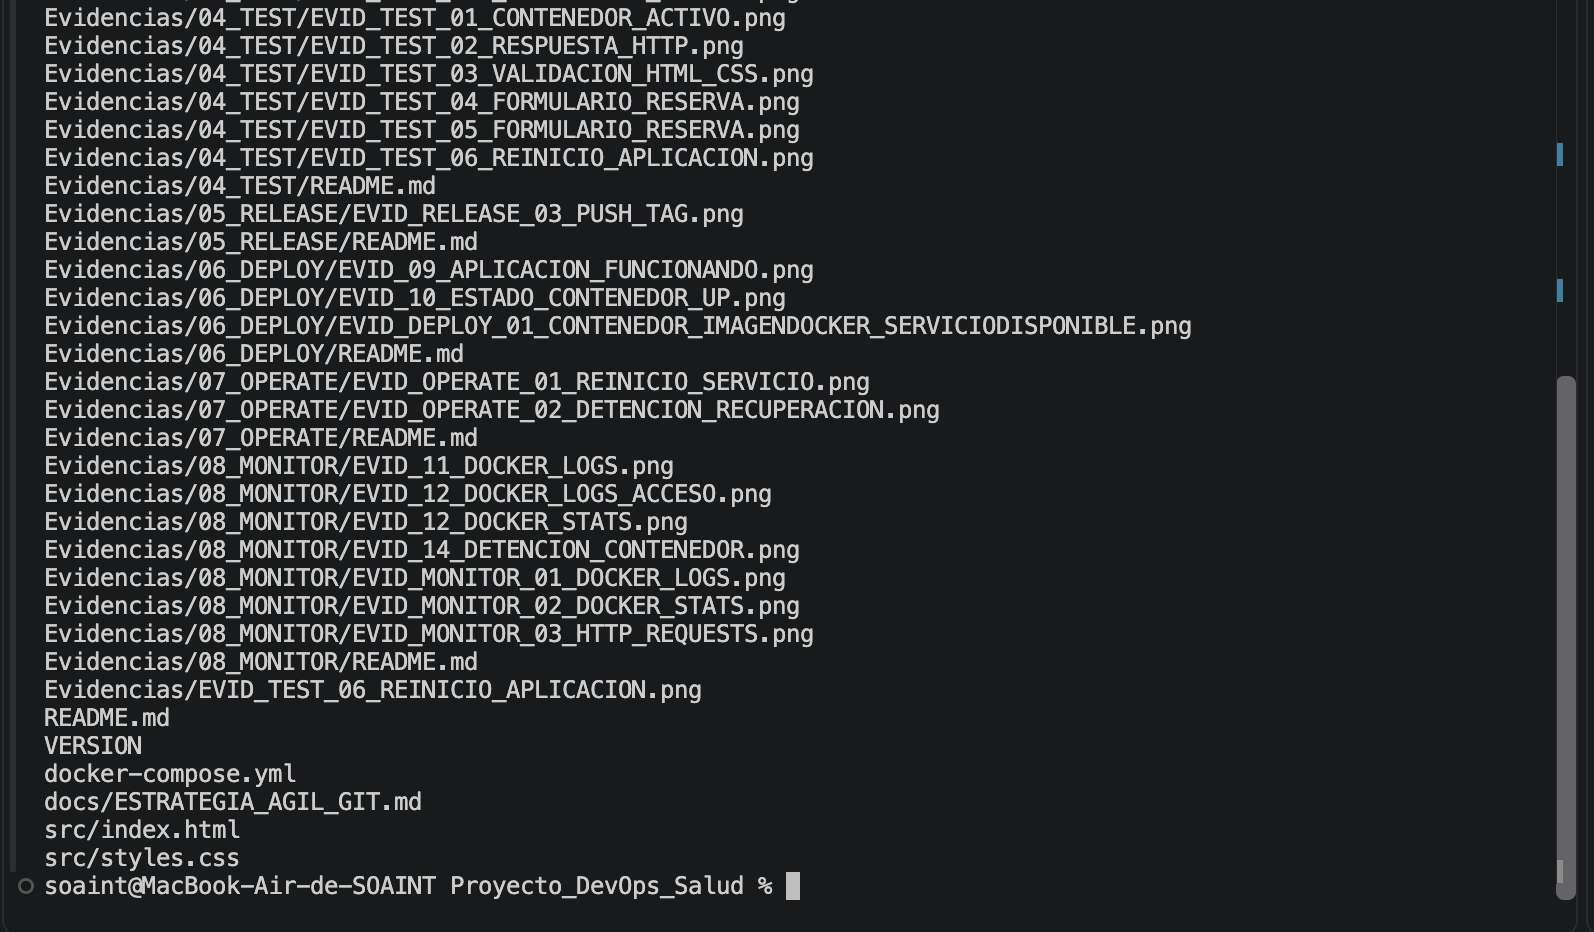 Evidencias/04_TEST/EVID_TEST_01_CONTENEDOR_ACTIVO.png
Evidencias/04_TEST/EVID_TEST_02_RESPUESTA_HTTP.png
Evidencias/04_TEST/EVID_TEST_03_VALIDACION_HTML_CSS.png
Evidencias/04_TEST/EVID_TEST_04_FORMULARIO_RESERVA.png
Evidencias/04_TEST/EVID_TEST_05_FORMULARIO_RESERVA.png
Evidencias/04_TEST/EVID_TEST_06_REINICIO_APLICACION.png
Evidencias/04_TEST/README.md
Evidencias/05_RELEASE/EVID_RELEASE_03_PUSH_TAG.png
Evidencias/05_RELEASE/README.md
Evidencias/06_DEPLOY/EVID_09_APLICACION_FUNCIONANDO.png
Evidencias/06_DEPLOY/EVID_10_ESTADO_CONTENEDOR_UP.png
Evidencias/06_DEPLOY/EVID_DEPLOY_01_CONTENEDOR_IMAGENDOCKER_SERVICIODISPONIBLE.png
Evidencias/06_DEPLOY/README.md
Evidencias/07_OPERATE/EVID_OPERATE_01_REINICIO_SERVICIO.png
Evidencias/07_OPERATE/EVID_OPERATE_02_DETENCION_RECUPERACION.png
Evidencias/07_OPERATE/README.md
Evidencias/08_MONITOR/EVID_11_DOCKER_LOGS.png
Evidencias/08_MONITOR/EVID_12_DOCKER_LOGS_ACCESO.png
Evidencias/08_MONITOR/EVID_12_DOCKER_STATS.png
Evidencias/08_MONITOR/EVID_14_DETENCION_CONTENEDOR.png
Evidencias/08_MONITOR/EVID_MONITOR_01_DOCKER_LOGS.png
Evidencias/08_MONITOR/EVID_MONITOR_02_DOCKER_STATS.png
Evidencias/08_MONITOR/EVID_MONITOR_03_HTTP_REQUESTS.png
Evidencias/08_MONITOR/README.md
Evidencias/EVID_TEST_06_REINICIO_APLICACION.png
README.md
VERSION
docker-compose.yml
docs/ESTRATEGIA_AGIL_GIT.md
src/index.html
src/styles.css
soaint@MacBook-Air-de-SOAINT Proyecto_DevOps_Salud %